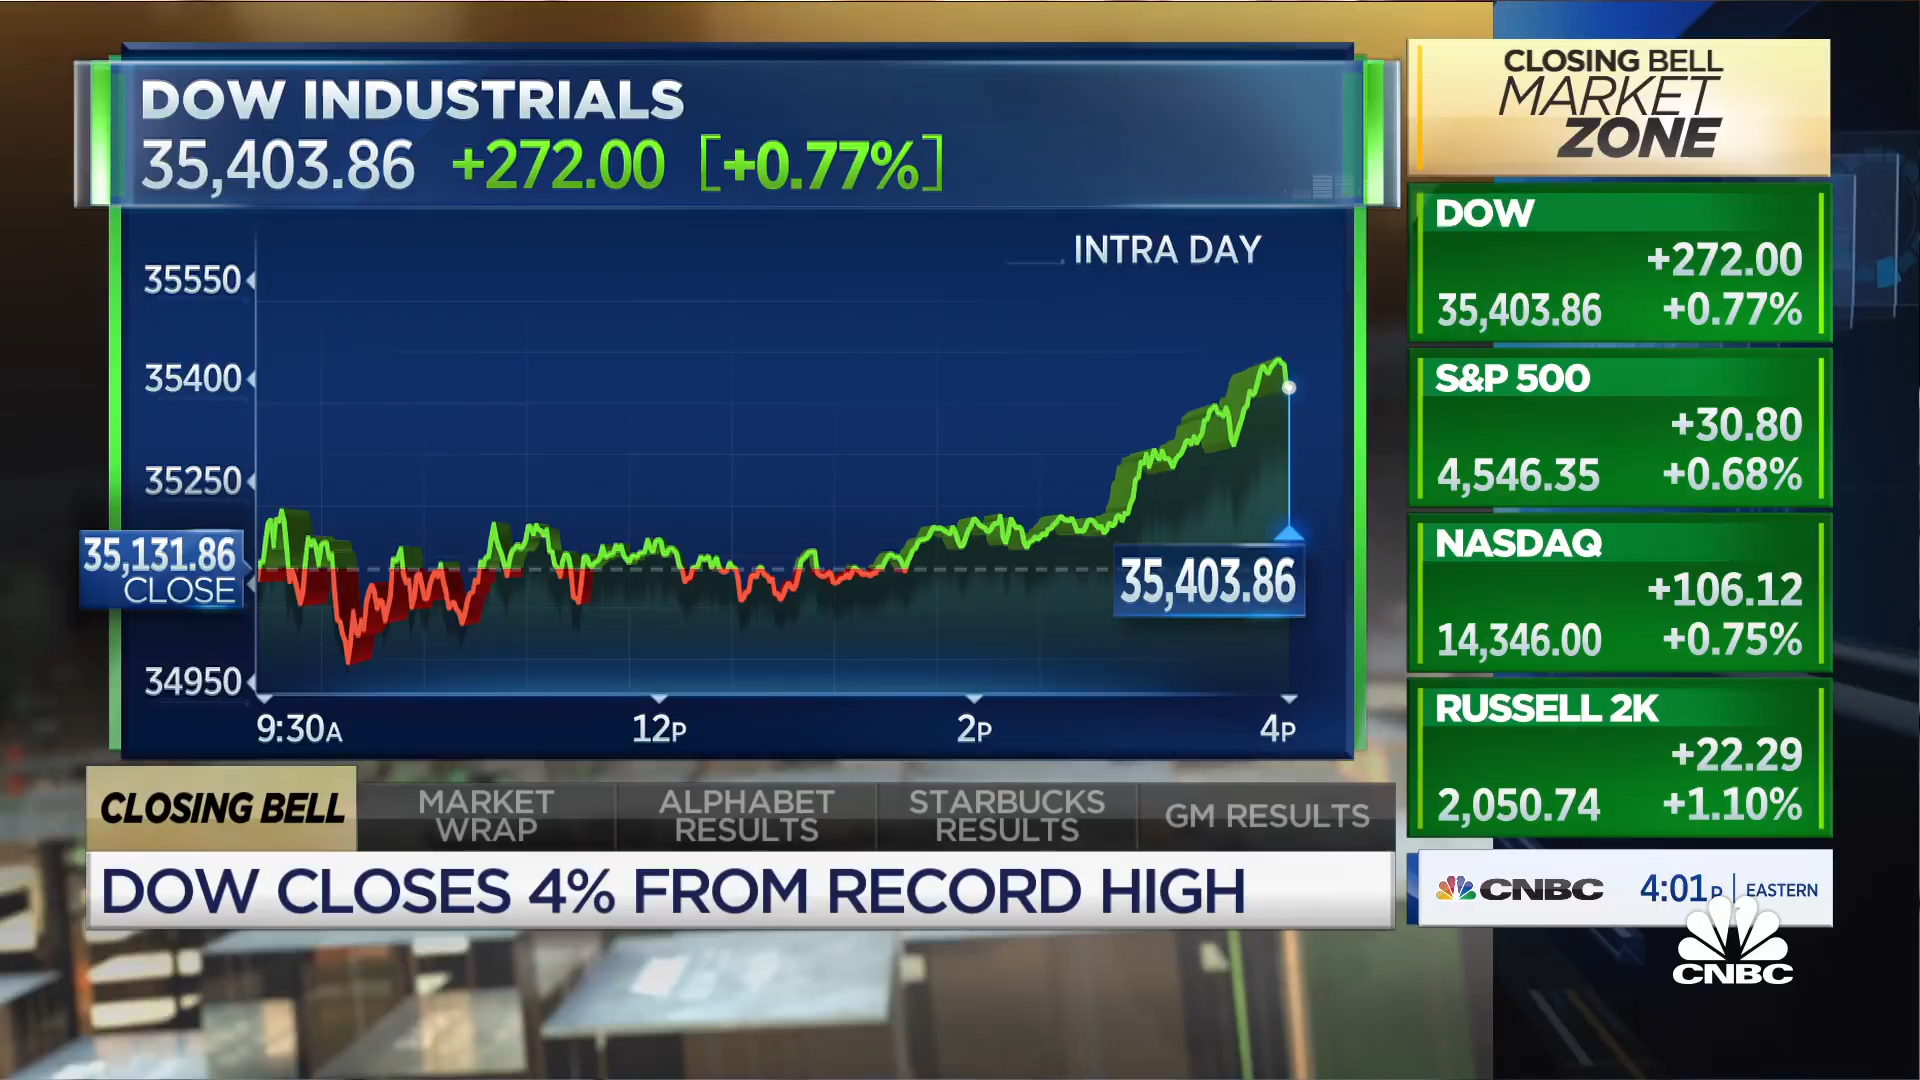 DOW INDUSTRIALS
35,403.86 +272.00 [+0.77%]
INTRA DAY
35550
35400
35250
35,131.86
CLOSE
34950
35,403.86
9:30A 12P 2P 4P
CLOSING BELL
MARKET
ZONE
DOW
+272.00
35,403.86 +0.77%
S&P 500
+30.80
4,546.35 +0.68%
NASDAQ
+106.12
14,346.00 +0.75%
RUSSELL 2K
+22.29
2,050.74 +1.10%
CLOSING BELL
MARKET
WRAP
ALPHABET
RESULTS
STARBUCKS
RESULTS
GM RESULTS
DOW CLOSES 4% FROM RECORD HIGH
CNBC 4:01P EASTERN
CNBC